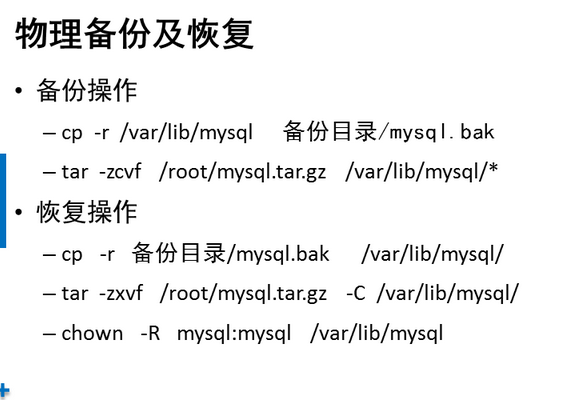 物理备份及恢复
• 备份操作
– cp -r /var/lib/mysql 备份目录/mysql.bak
– tar -zcvf /root/mysql.tar.gz /var/lib/mysql/*
• 恢复操作
– cp -r 备份目录/mysql.bak /var/lib/mysql/
– tar -zxvf /root/mysql.tar.gz -C /var/lib/mysql/
– chown -R mysql:mysql /var/lib/mysql